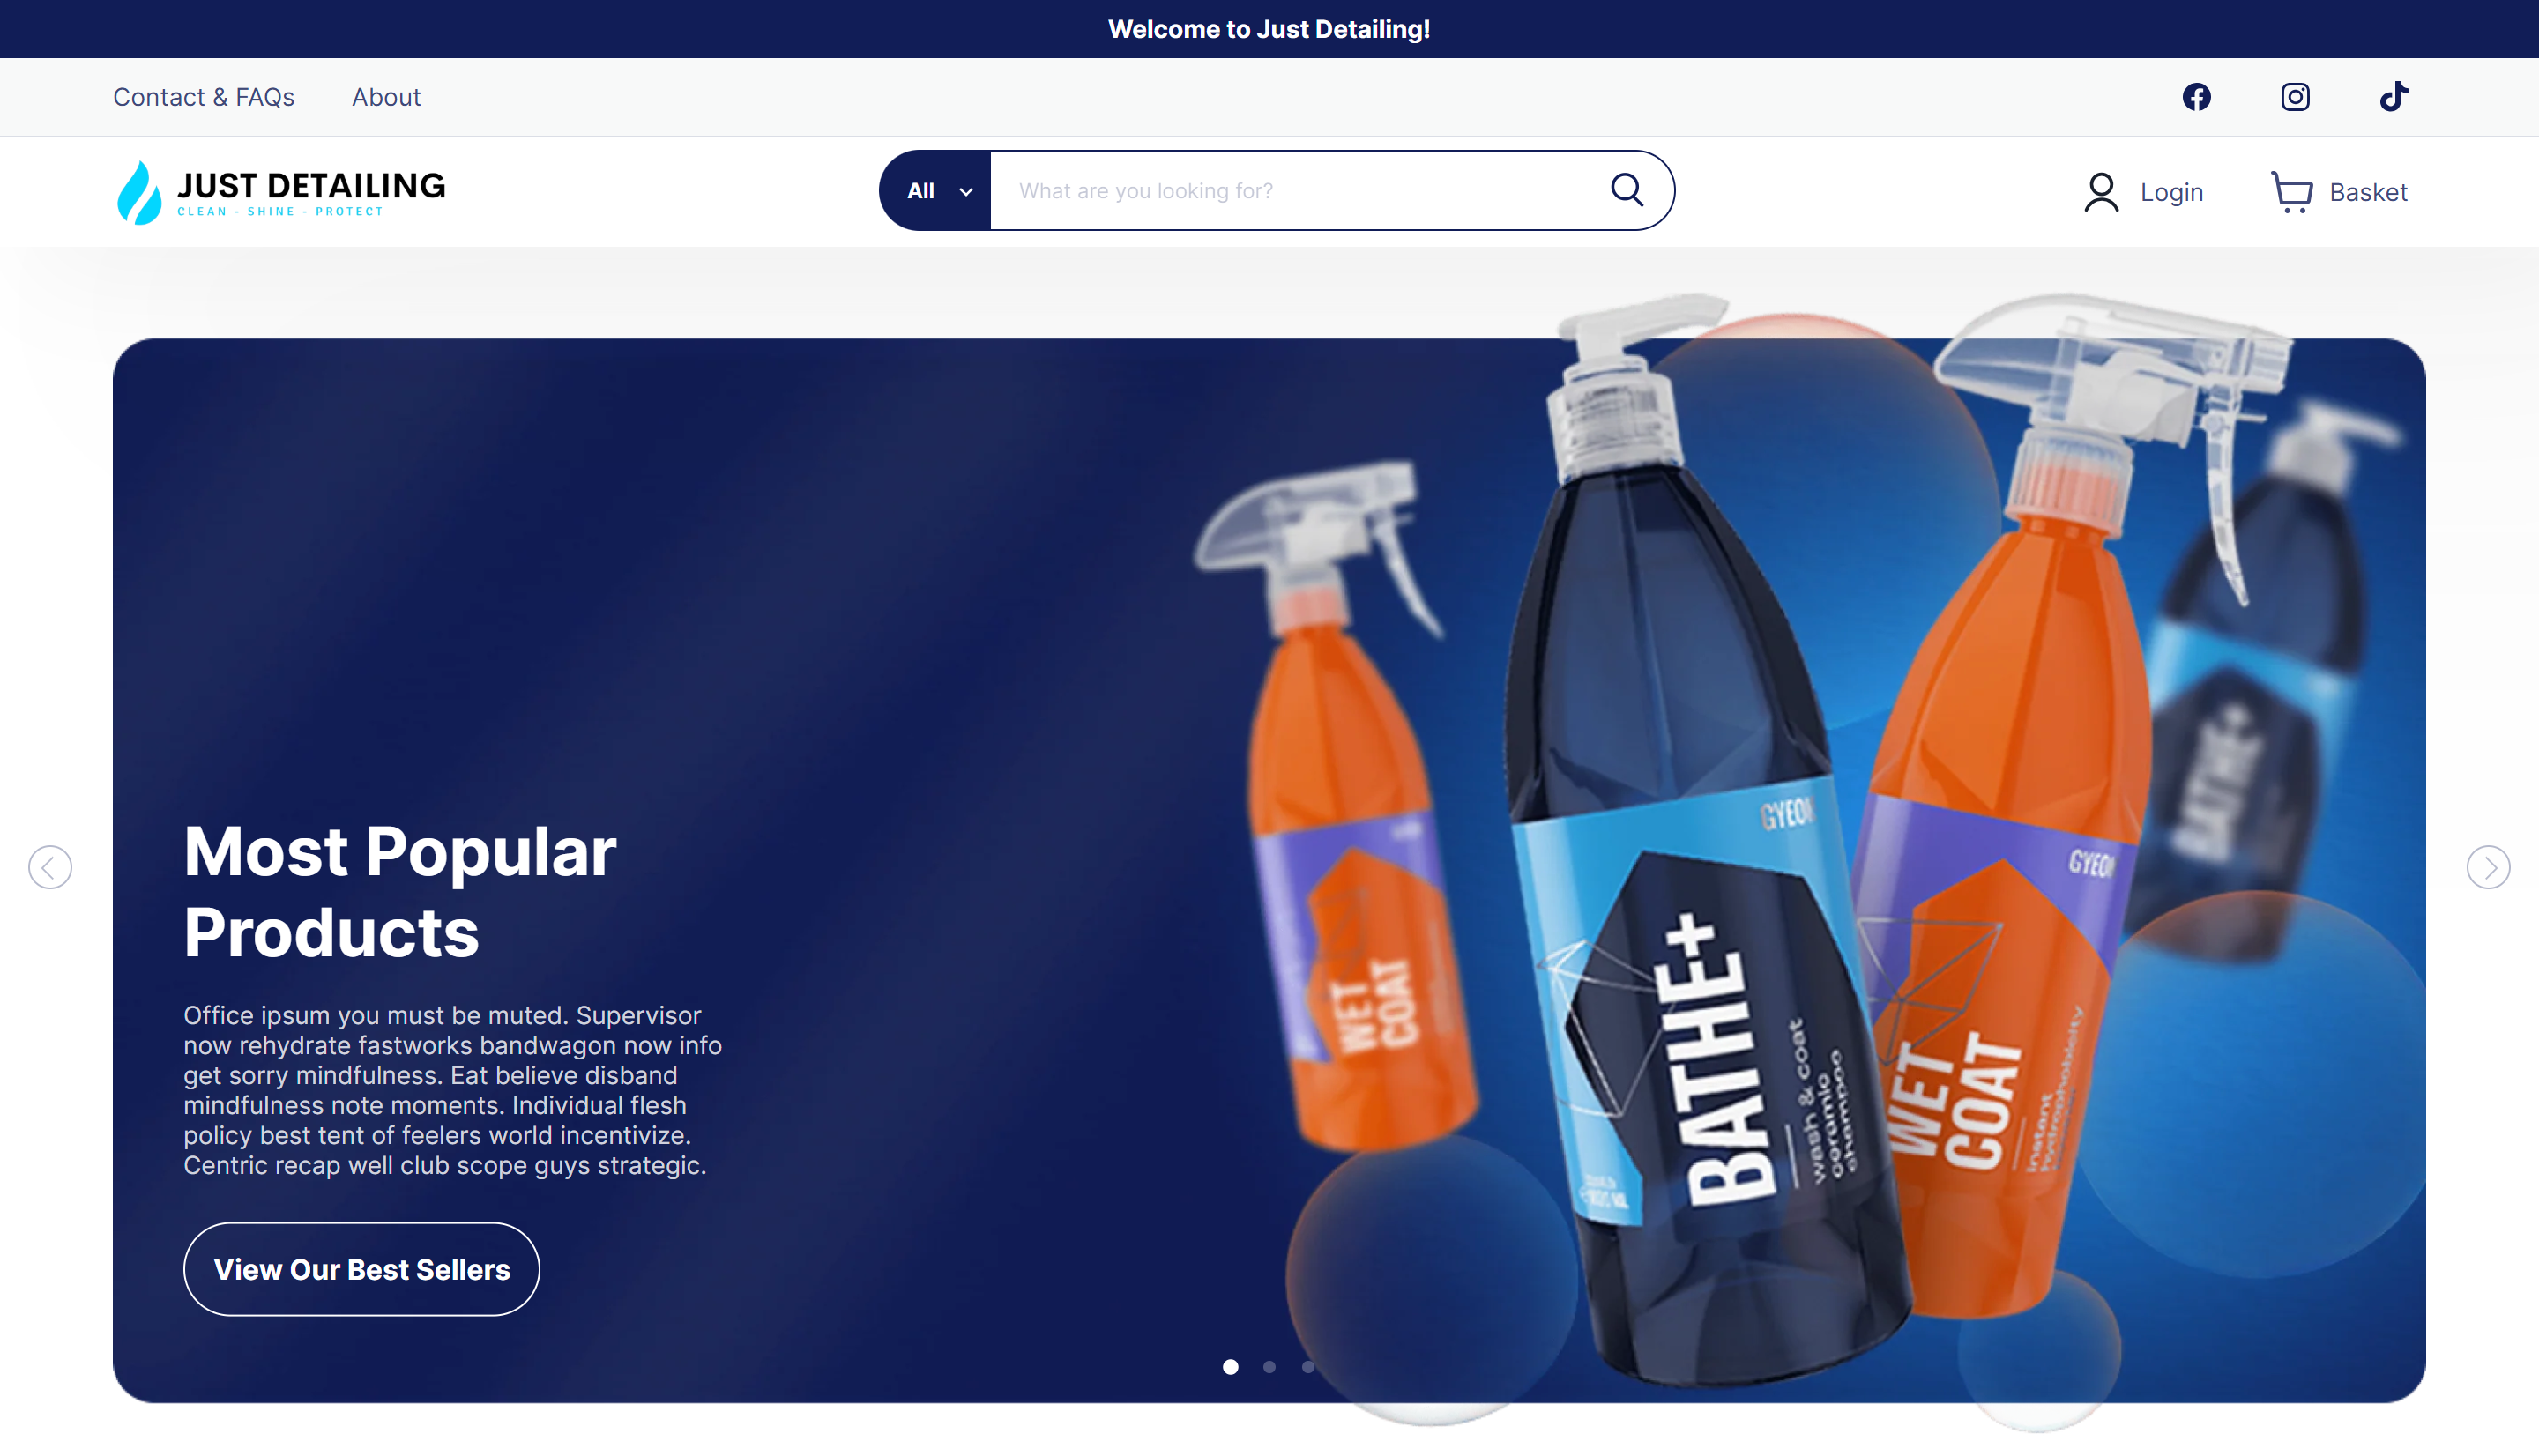 Welcome to Just Detailing!
Contact & FAQs
About
JUST DETAILING
CLEAN - SHINE - PROTECT
All
What are you looking for?
Login
Basket
Most Popular
Products
Office ipsum you must be muted. Supervisor
now rehydrate fastworks bandwagon now info
get sorry mindfulness. Eat believe disband
mindfulness note moments. Individual flesh
policy best tent of feelers world incentivize.
Centric recap well club scope guys strategic.
View Our Best Sellers
WET
COAT
GYEON
BATHE+
wash & coat
ceramic
shampoo
GYEON
WET
COAT
instant
hydrophobicity
BATHE+